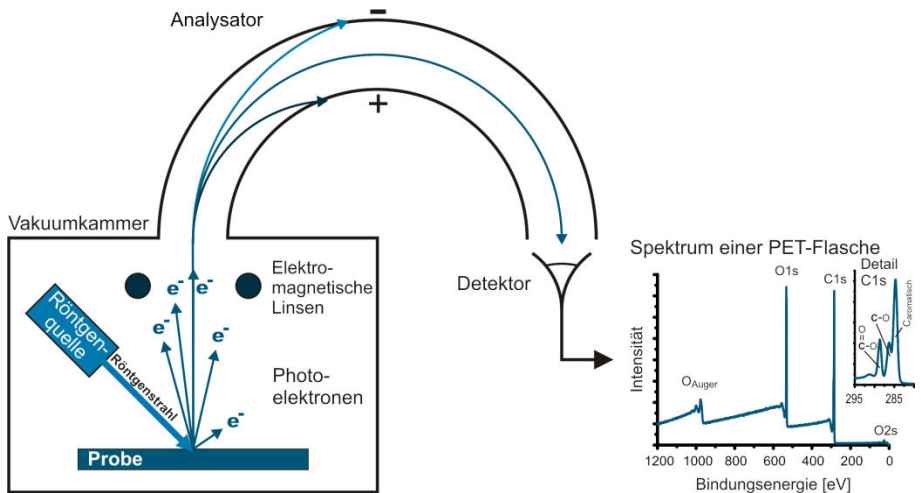 Analysator
-
+
Vakuumkammer
Elektro-
magnetische
Linsen
e-
e-
e-
e-
e-
e-
Röntgen-
quelle
Röntgenstrahl
Photo-
elektronen
Probe
Detektor
Spektrum einer PET-Flasche
O1s
C1s
Detail
C1s
C-O
O
C-O
Caromatisch
295
285
OAuger
O2s
Intensität
1200
1000
800
600
400
200
0
Bindungsenergie [eV]